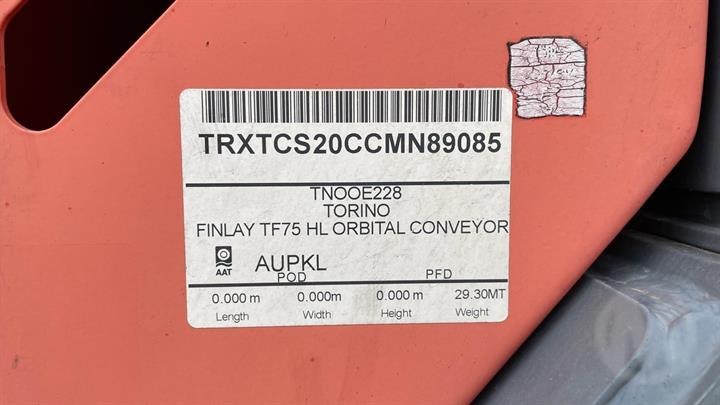 TRXTCS20CCMN89085
TNOOE228
TORINO
FINLAY TF75 HL ORBITAL CONVEYOR
AAT
AUPKL
POD PFD
0.000 m 0.000m 0.000 m 29.30MT
Length Width Height Weight